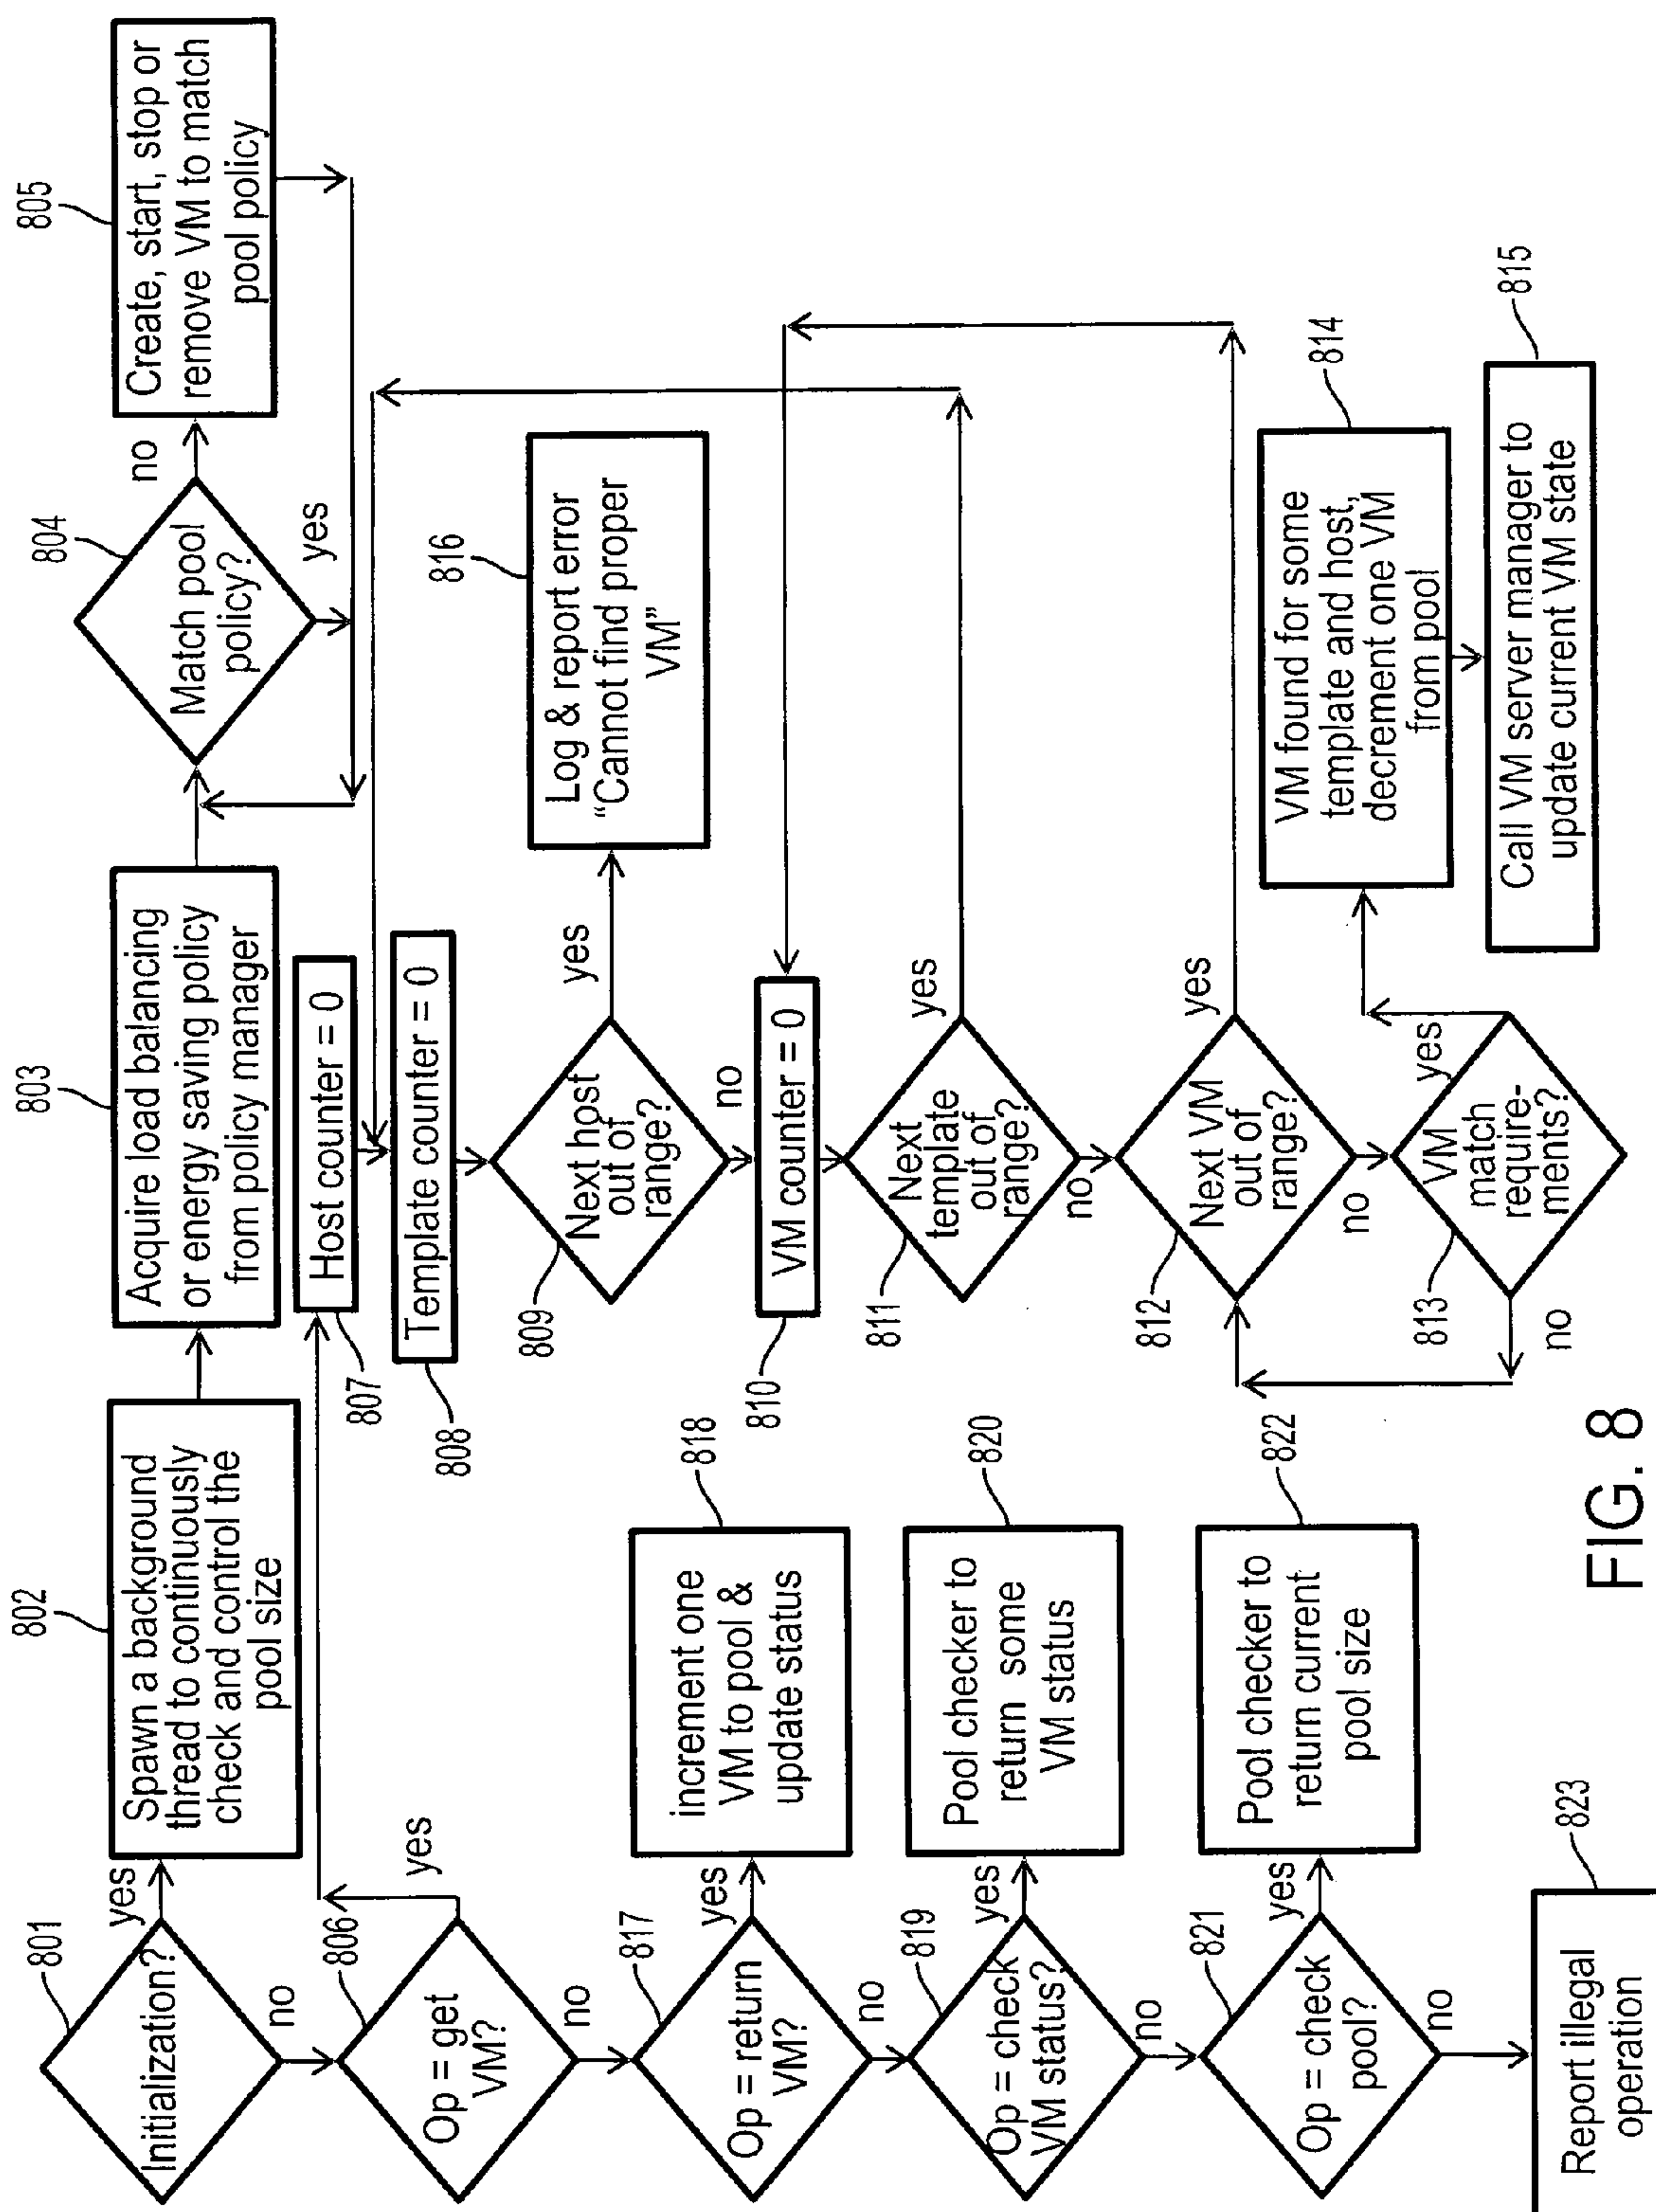 801
Initialization?
yes
no
802
Spawn a background
thread to continuously
check and control the
pool size
803
Acquire load balancing
or energy saving policy
from policy manager
804
Match pool
policy?
no
yes
805
Create, start, stop or
remove VM to match
pool policy
806
Op = get
VM?
yes
no
807
Host counter = 0
808
Template counter = 0
809
Next host
out of
range?
yes
no
816
Log & report error
“Cannot find proper
VM”
810
VM counter = 0
811
Next
template
out of
range?
yes
no
812
Next VM
out of
range?
yes
no
813
VM
match
require-
ments?
yes
no
814
VM found for some
template and host,
decrement one VM
from pool
815
Call VM server manager to
update current VM state
817
Op = return
VM?
yes
no
818
increment one
VM to pool &
update status
819
Op = check
VM status?
yes
no
820
Pool checker to
return some
VM status
821
Op = check
pool?
yes
no
822
Pool checker to
return current
pool size
823
Report illegal
operation
FIG. 8